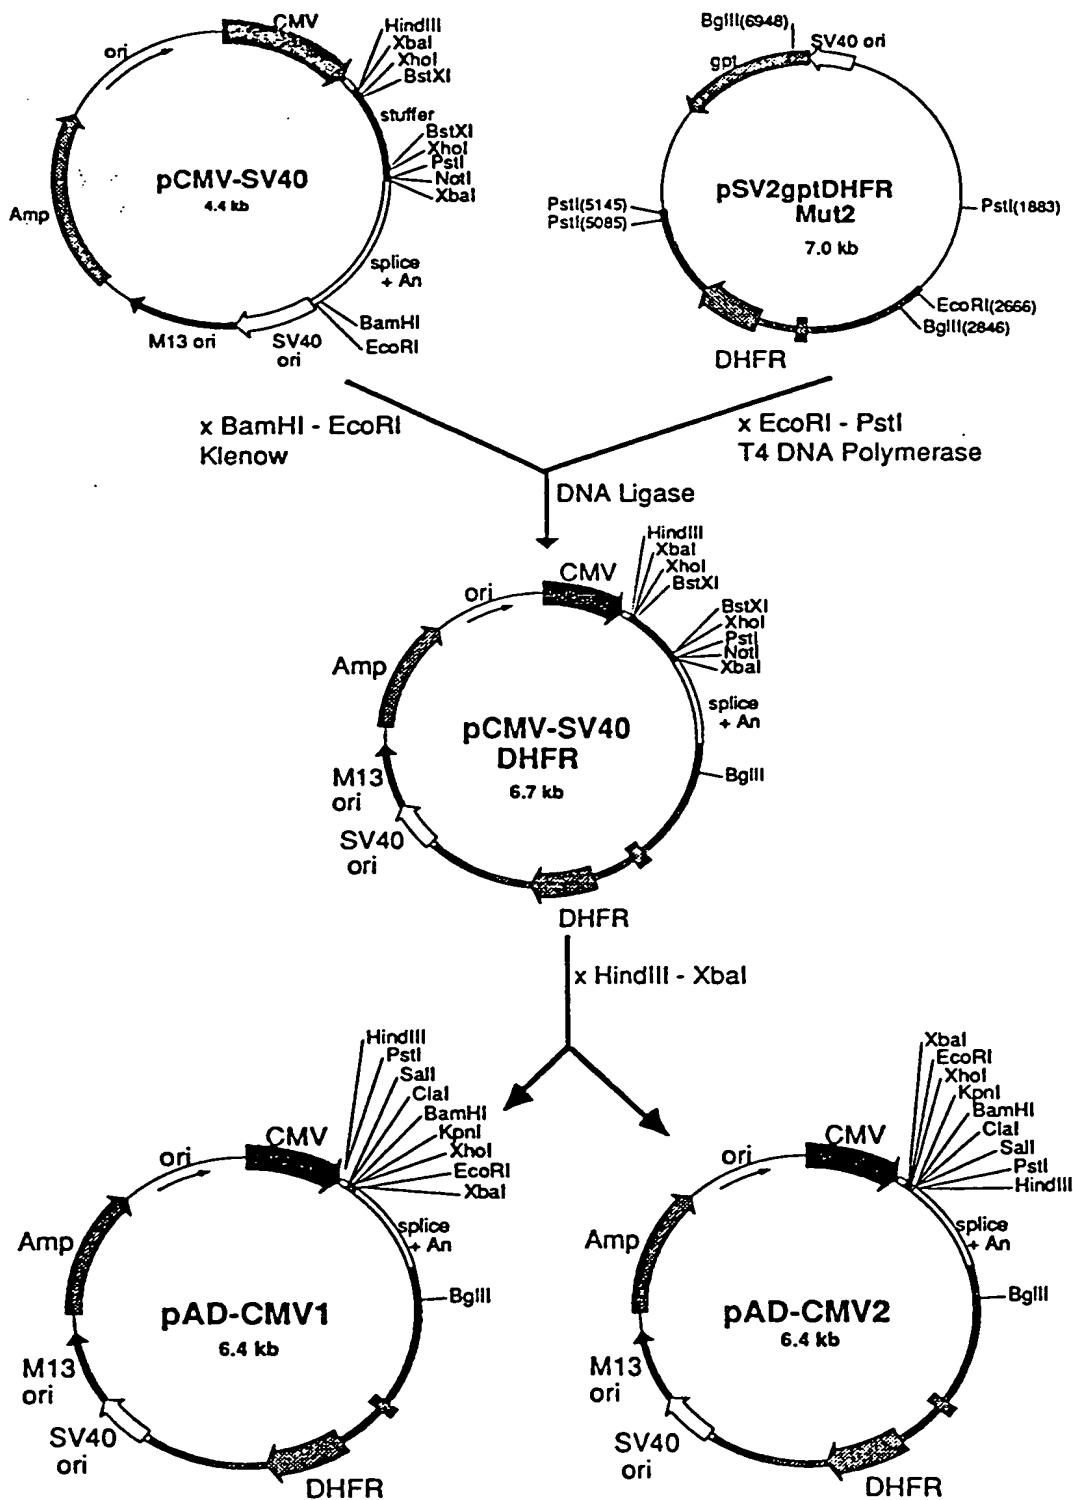 CMV
HindIII
XbaI
XhoI
BstXI
ori
stuffer
BstXI
XhoI
PstI
NotI
XbaI
pCMV-SV40
4.4 kb
Amp
splice
+ An
BamHI
EcoRI
M13 ori
SV40
ori
BglII(6948)
SV40 ori
gpt
pSV2gptDHFR
Mut2
7.0 kb
PstI(5145)
PstI(5085)
PstI(1883)
EcoRI(2666)
BglII(2846)
DHFR
x BamHI - EcoRI
Klenow
x EcoRI - PstI
T4 DNA Polymerase
DNA Ligase
HindIII
XbaI
XhoI
BstXI
CMV
ori
BstXI
XhoI
PstI
NotI
XbaI
Amp
splice
+ An
pCMV-SV40
DHFR
6.7 kb
BglII
M13
ori
SV40
ori
DHFR
x HindIII - XbaI
HindIII
PstI
SalI
ClaI
BamHI
KpnI
XhoI
EcoRI
XbaI
CMV
ori
Amp
splice
+ An
BglII
pAD-CMV1
6.4 kb
M13
ori
SV40
ori
DHFR
XbaI
EcoRI
XhoI
KpnI
BamHI
ClaI
SalI
PstI
HindIII
CMV
ori
Amp
splice
+ An
BglII
pAD-CMV2
6.4 kb
M13
ori
SV40
ori
DHFR